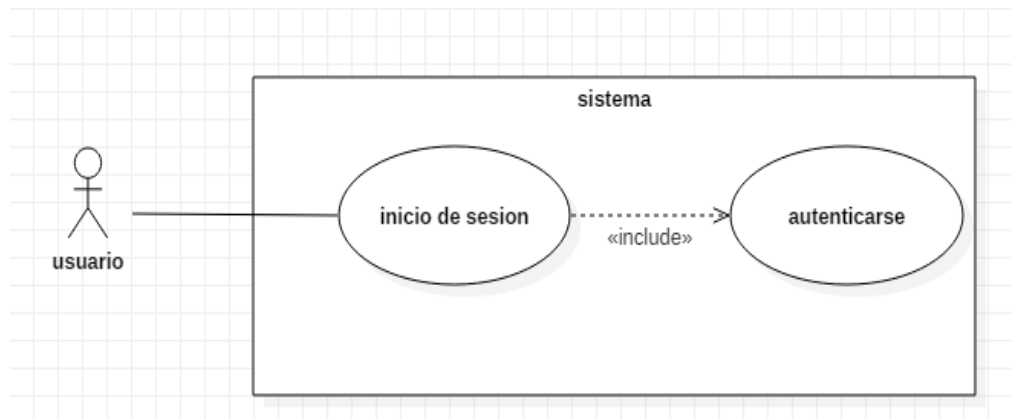 sistema
inicio de sesion
autenticarse
«include»
usuario